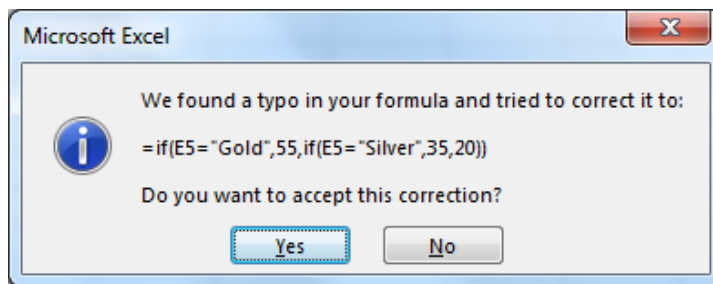 Microsoft Excel
We found a typo in your formula and tried to correct it to:
=if(E5="Gold",55,if(E5="Silver",35,20))
Do you want to accept this correction?
Yes No